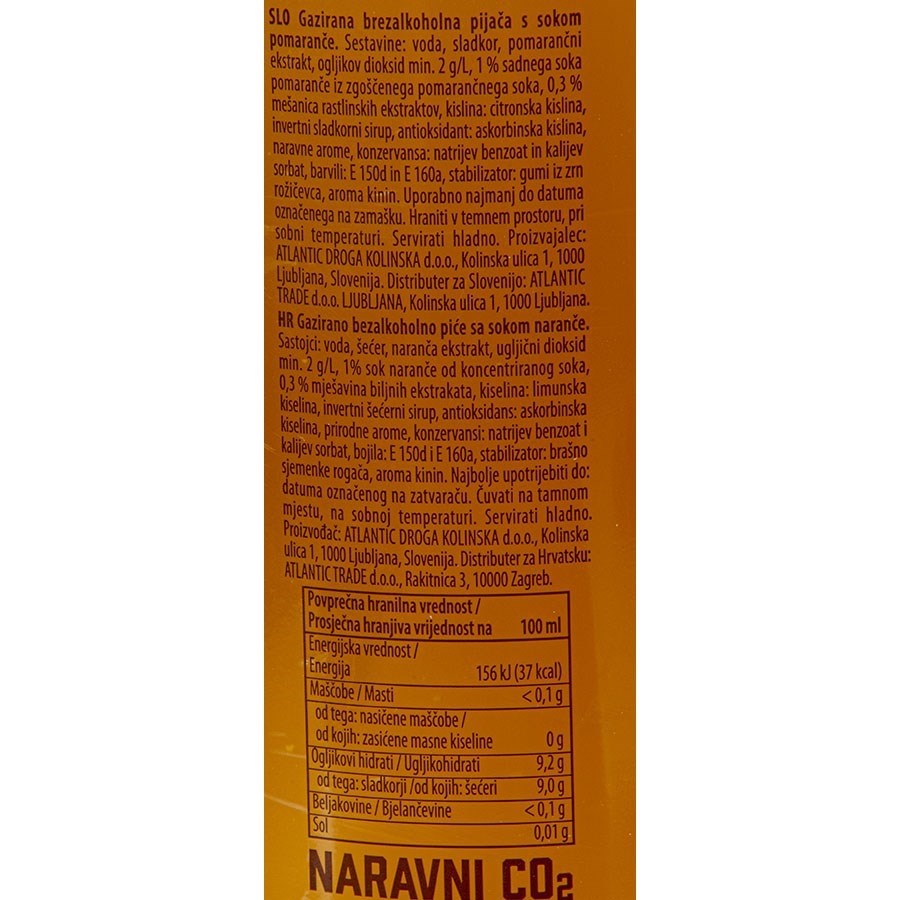 SLO Gazirana brezalkoholna pijača s sokom
pomaranče. Sestavine: voda, sladkor, pomarančni
ekstrakt, ogljikov dioksid min. 2 g/L, 1 % sadnega soka
pomaranče iz zgoščenega pomarančnega soka, 0,3 %
mešanica rastlinskih ekstraktov, kislina: citronska kislina,
invertni sladkorni sirup, antioksidant: askorbinska kislina,
naravne arome, konzervansa: natrijev benzoat in kalijev
sorbat, barvili: E 150d in E 160a, stabilizator: gumi iz zrn
rožičevca, aroma kinin. Uporabno najmanj do datuma
označenega na zamašku. Hraniti v temnem prostoru, pri
sobni temperaturi. Servirati hladno. Proizvajalec:
ATLANTIC DROGA KOLINSKA d.o.o., Kolinska ulica 1, 1000
Ljubljana, Slovenija. Distributer za Slovenijo: ATLANTIC
TRADE d.o.o. LJUBLJANA, Kolinska ulica 1, 1000 Ljubljana.
HR Gazirano bezalkoholno piće sa sokom naranče.
Sastojci: voda, šećer, naranča ekstrakt, ugljični dioksid
min. 2 g/L, 1% sok naranče od koncentriranog soka,
0,3 % mješavina biljnih ekstrakata, kiselina: limunska
kiselina, invertni šećerni sirup, antioksidans: askorbinska
kiselina, prirodne arome, konzervansi: natrijev benzoat i
kalijev sorbat, bojila: E 150d i E 160a, stabilizator: brašno
sjemenke rogača, aroma kinin. Najbolje upotrijebiti do:
datuma označenog na zatvaraču. Čuvati na tamnom
mjestu, na sobnoj temperaturi. Servirati hladno.
Proizvođač: ATLANTIC DROGA KOLINSKA d.o.o., Kolinska
ulica 1, 1000 Ljubljana, Slovenija. Distributer za Hrvatsku:
ATLANTIC TRADE d.o.o., Rakitnica 3, 10000 Zagreb.
Povprečna hranilna vrednost /
Prosječna hranjiva vrijednost na 100 ml
Energijska vrednost /
Energija 156 kJ (37 kcal)
Maščobe / Masti < 0,1 g
od tega: nasičene maščobe /
od kojih: zasićene masne kiseline 0 g
Ogljikovi hidrati / Ugljikohidrati 9,2 g
od tega: sladkorji /od kojih: šećeri 9,0 g
Beljakovine / Bjelančevine < 0,1 g
Sol 0,01 g
NARAVNI CO2